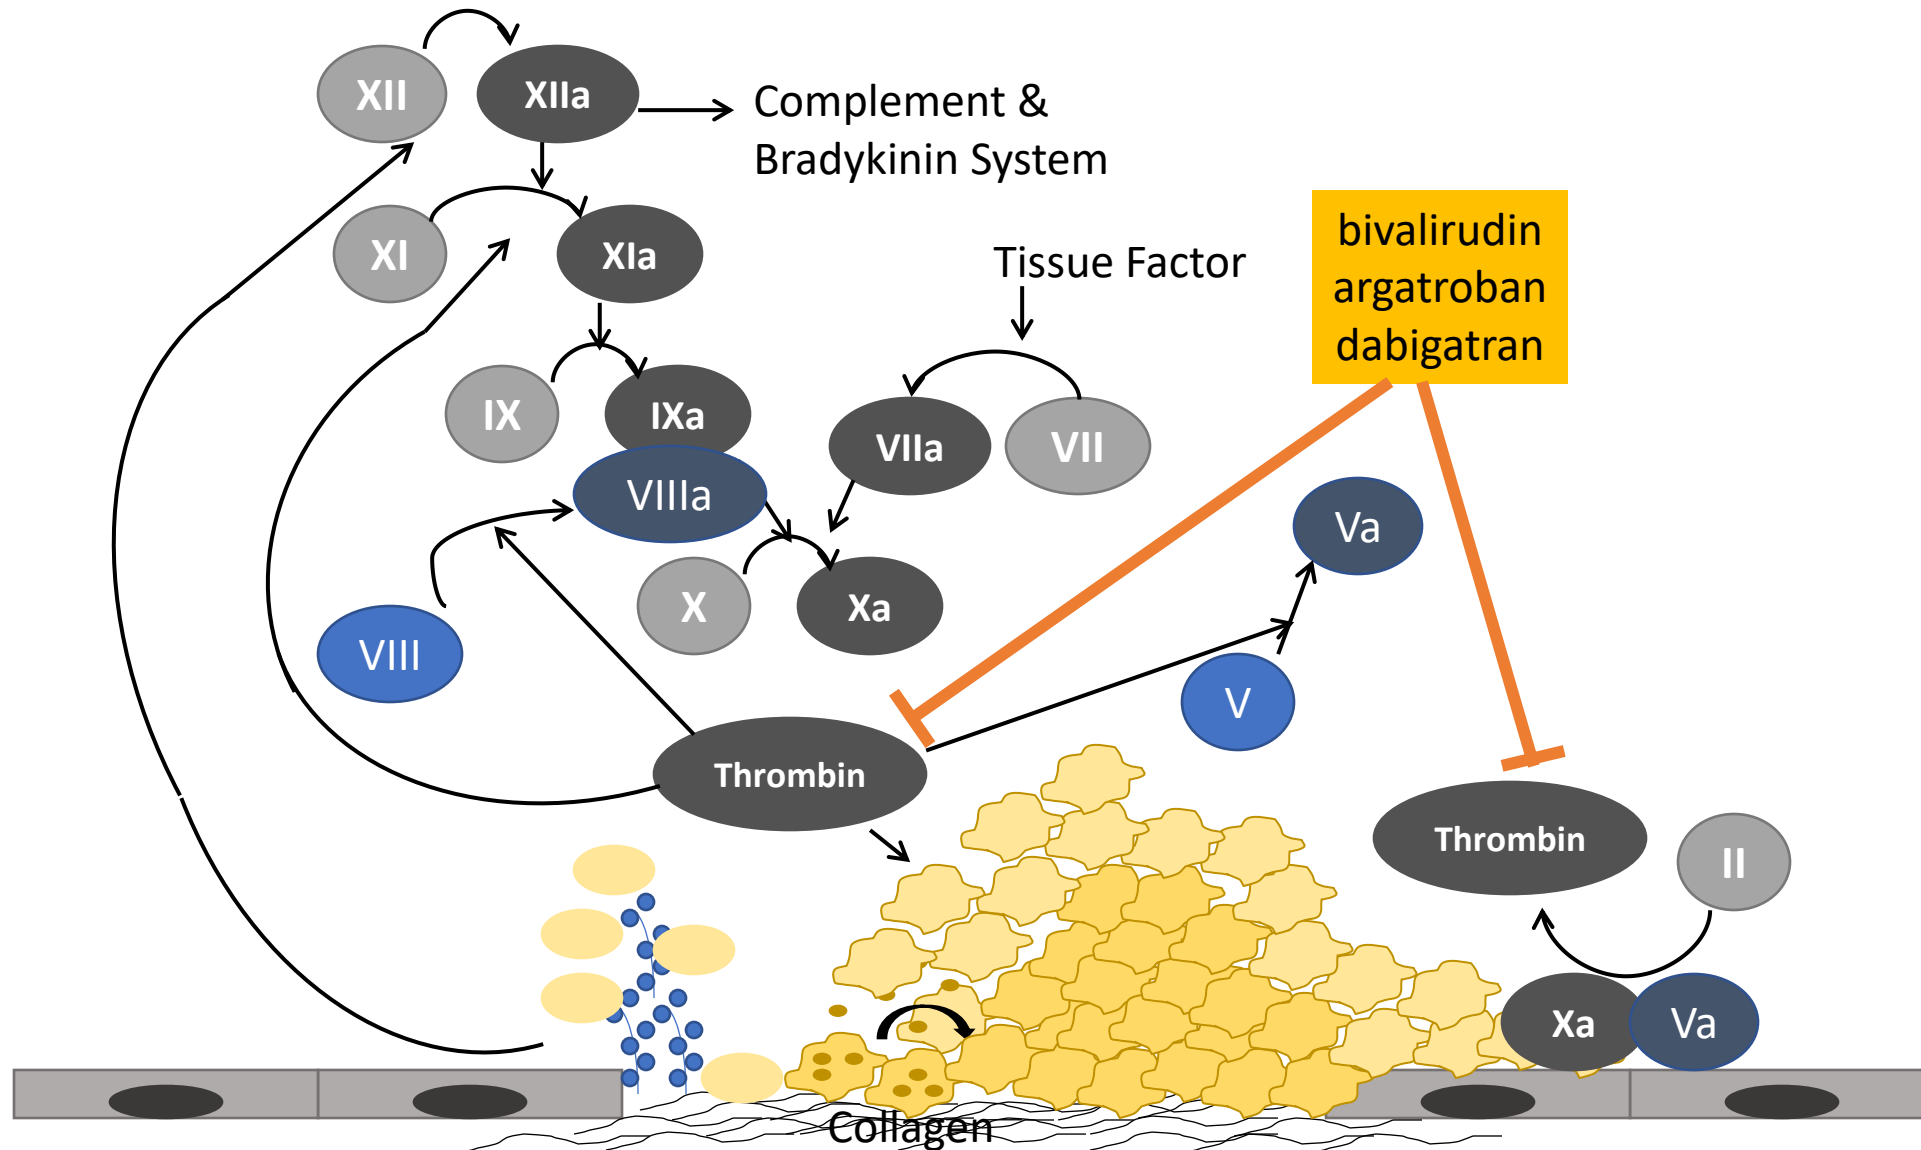 XII
XIIa
Complement &
Bradykinin System
XI
XIa
Tissue Factor
bivalirudin
argatroban
dabigatran
IX
IXa
VIIa
VII
VIIIa
Va
X
Xa
VIII
V
Thrombin
Thrombin
II
Xa
Va
Collagen